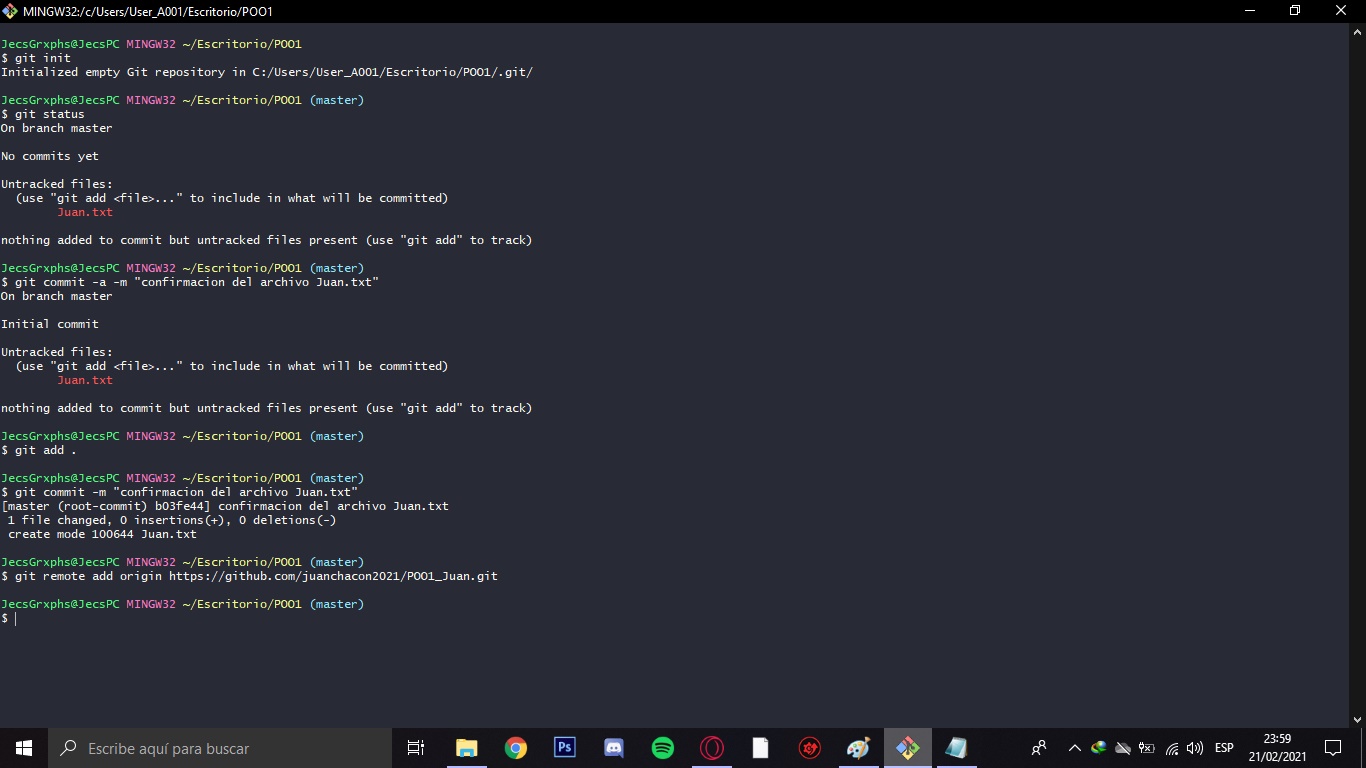 MINGW32:/c/Users/User_A001/Escritorio/POO1
JecsGrxphs@JecsPC MINGW32 ~/Escritorio/POO1
$ git init
Initialized empty Git repository in C:/Users/User_A001/Escritorio/POO1/.git/
JecsGrxphs@JecsPC MINGW32 ~/Escritorio/POO1 (master)
$ git status
On branch master
No commits yet
Untracked files:
(use "git add <file>..." to include in what will be committed)
Juan.txt
nothing added to commit but untracked files present (use "git add" to track)
JecsGrxphs@JecsPC MINGW32 ~/Escritorio/POO1 (master)
$ git commit -a -m "confirmacion del archivo Juan.txt"
On branch master
Initial commit
Untracked files:
(use "git add <file>..." to include in what will be committed)
Juan.txt
nothing added to commit but untracked files present (use "git add" to track)
JecsGrxphs@JecsPC MINGW32 ~/Escritorio/POO1 (master)
$ git add .
JecsGrxphs@JecsPC MINGW32 ~/Escritorio/POO1 (master)
$ git commit -m "confirmacion del archivo Juan.txt"
[master (root-commit) b03fe44] confirmacion del archivo Juan.txt
1 file changed, 0 insertions(+), 0 deletions(-)
create mode 100644 Juan.txt
JecsGrxphs@JecsPC MINGW32 ~/Escritorio/POO1 (master)
$ git remote add origin https://github.com/juanchacon2021/POO1_Juan.git
JecsGrxphs@JecsPC MINGW32 ~/Escritorio/POO1 (master)
$
Escribe aquí para buscar
Ps
ESP
23:59
21/02/2021